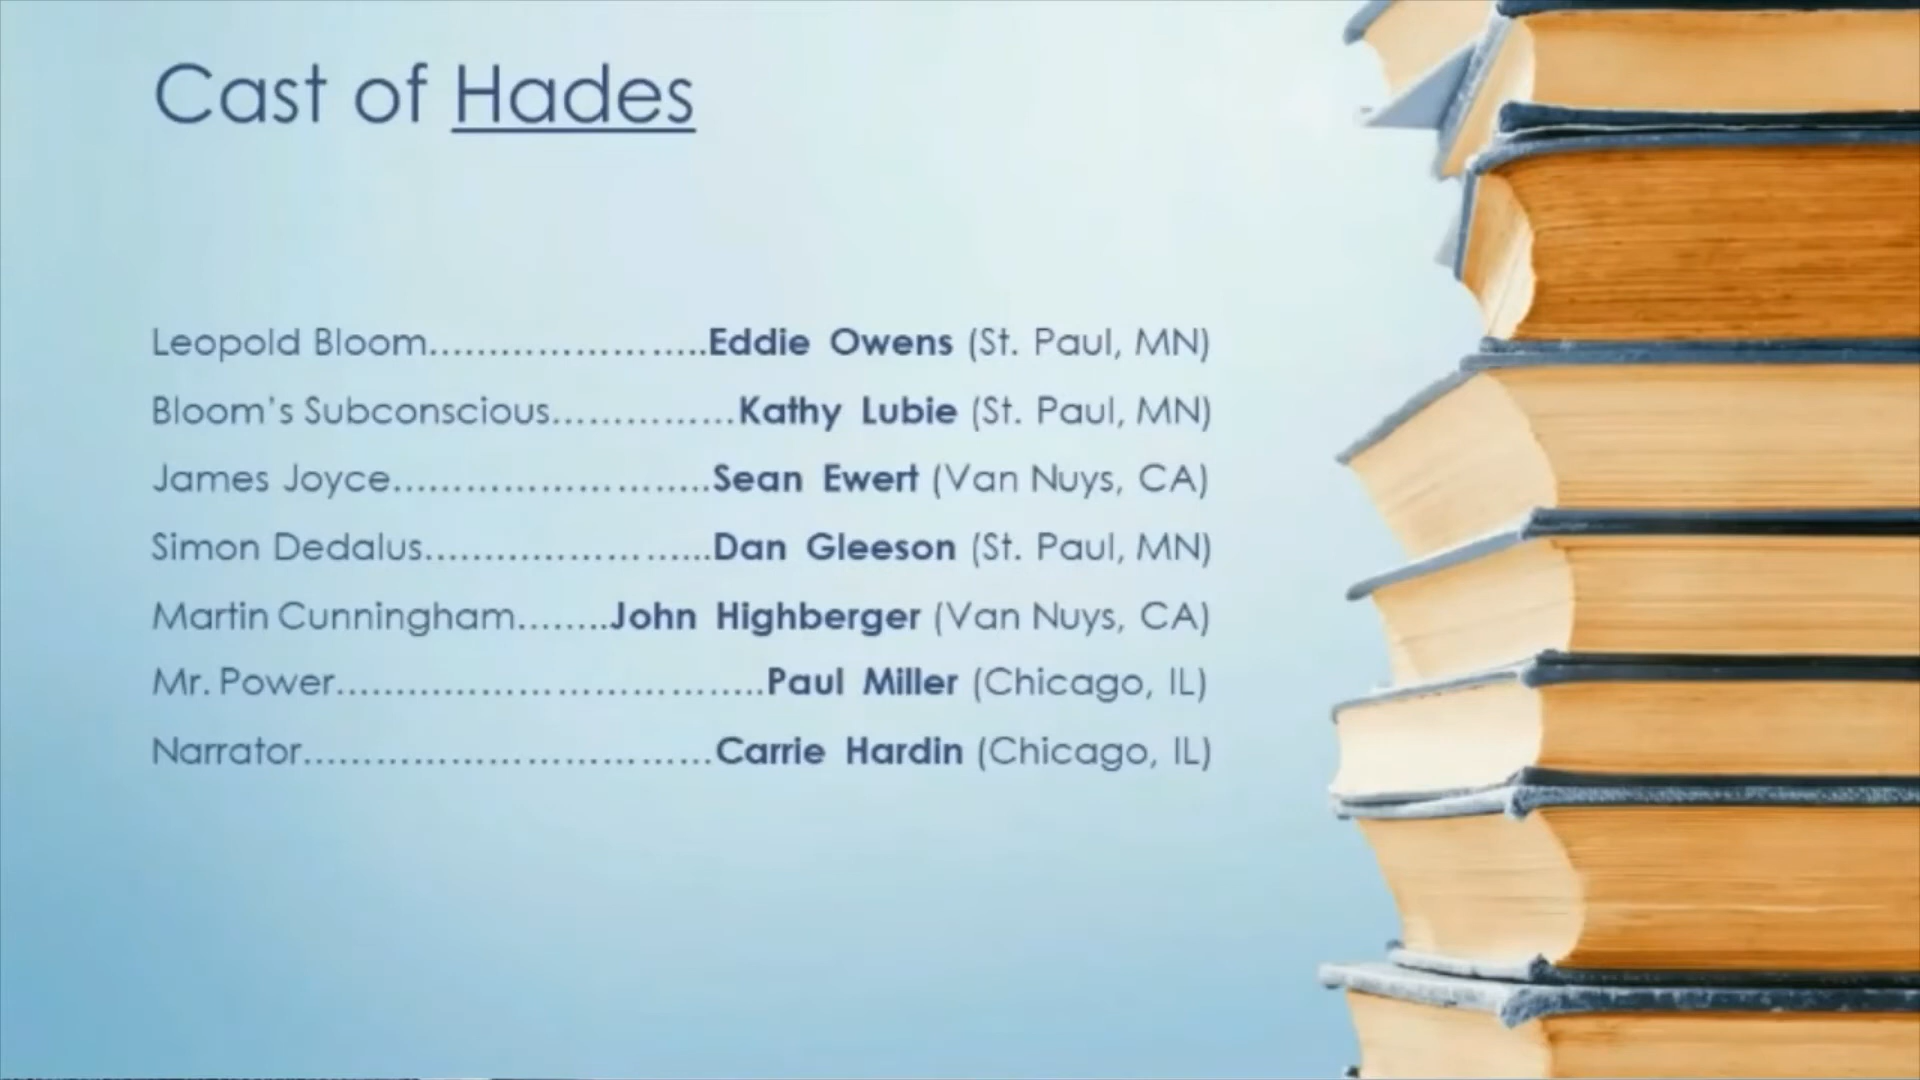 Cast of Hades
Leopold Bloom........................Eddie Owens (St. Paul, MN)
Bloom's Subconscious...............Kathy Lubie (St. Paul, MN)
James Joyce..........................Sean Ewert (Van Nuys, CA)
Simon Dedalus........................Dan Gleeson (St. Paul, MN)
Martin Cunningham........John Highberger (Van Nuys, CA)
Mr. Power...................................Paul Miller (Chicago, IL)
Narrator..................................Carrie Hardin (Chicago, IL)